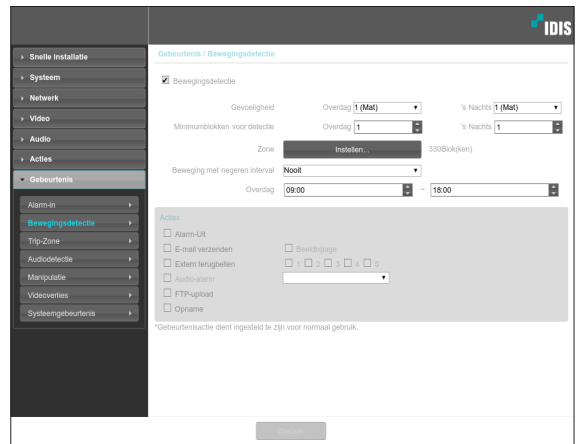 IDIS
Snelle installatie
Systeem
Netwerk
Video
Audio
Acties
Gebeurtenis
Alarm-in
Bewegingsdetectie
Trip-Zone
Audiodetectie
Manipulatie
Videoverlies
Systeemgebeurtenis
Gebeurtenis / Bewegingsdetectie
Bewegingsdetectie
Gevoeligheid Overdag 1 (Mat) 's Nachts 1 (Mat)
Minimumblokken voor detectie Overdag 1 's Nachts 1
Zone Instellen... 330Blok(ken)
Beweging met negeren interval Nooit
Overdag 09:00 ~ 18:00
Acties
Alarm-Uit
E-mail verzenden Beeldbijlage
Extern terugbellen 1 2 3 4 5
Audio-alarm
FTP-upload
Opname
*Gebeurtenisactie dient ingesteld te zijn voor normaal gebruik.